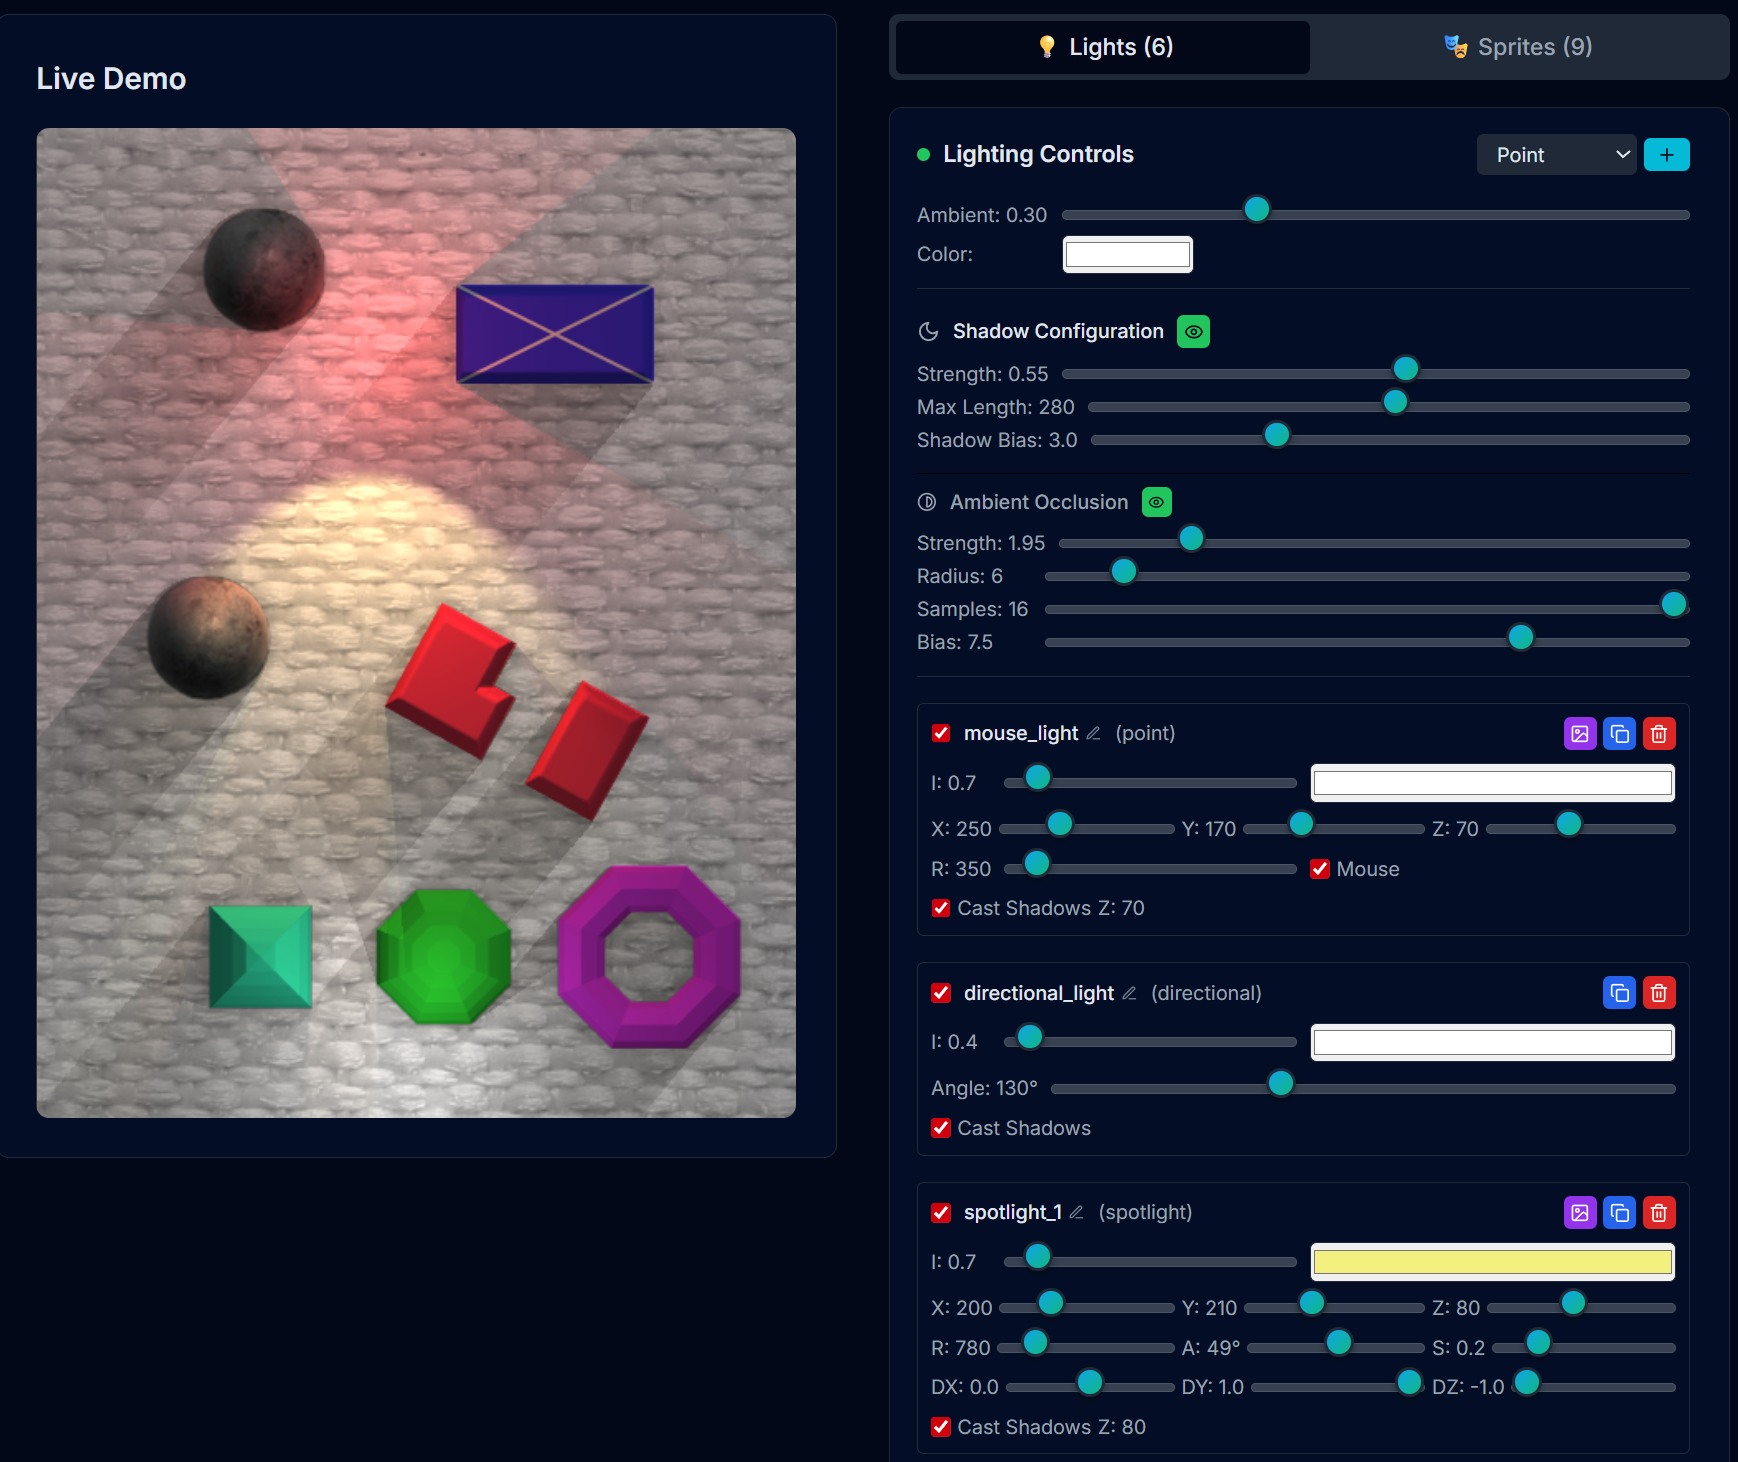 Live Demo
Lights (6)
Sprites (9)
Lighting Controls
Point
+
Ambient: 0.30
Color:
Shadow Configuration
Strength: 0.55
Max Length: 280
Shadow Bias: 3.0
Ambient Occlusion
Strength: 1.95
Radius: 6
Samples: 16
Bias: 7.5
mouse_light (point)
I: 0.7
X: 250 Y: 170 Z: 70
R: 350 Mouse
Cast Shadows Z: 70
directional_light (directional)
I: 0.4
Angle: 130°
Cast Shadows
spotlight_1 (spotlight)
I: 0.7
X: 200 Y: 210 Z: 80
R: 780 A: 49° S: 0.2
DX: 0.0 DY: 1.0 DZ: -1.0
Cast Shadows Z: 80